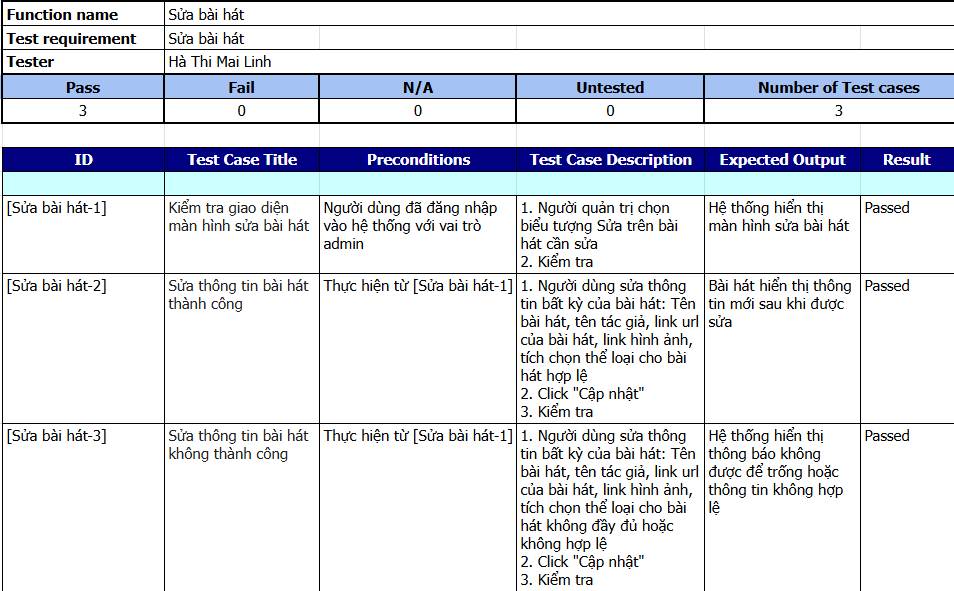 Function name Sửa bài hát
Test requirement Sửa bài hát
Tester Hà Thi Mai Linh
Pass Fail N/A Untested Number of Test cases
3 0 0 0 3
ID Test Case Title Preconditions Test Case Description Expected Output Result
[Sửa bài hát-1]
Kiểm tra giao diện
màn hình sửa bài hát
Người dùng đã đăng nhập
vào hệ thống với vai trò
admin
1. Người quản trị chọn
biểu tượng Sửa trên bài
hát cần sửa
2. Kiểm tra
Hệ thống hiển thị
màn hình sửa bài hát
Passed
[Sửa bài hát-2]
Sửa thông tin bài hát
thành công
Thực hiện từ [Sửa bài hát-1]
1. Người dùng sửa thông
tin bất kỳ của bài hát: Tên
bài hát, tên tác giả, link url
của bài hát, link hình ảnh,
tích chọn thể loại cho bài
hát hợp lệ
2. Click "Cập nhật"
3. Kiểm tra
Bài hát hiển thị thông
tin mới sau khi được
sửa
Passed
[Sửa bài hát-3]
Sửa thông tin bài hát
không thành công
Thực hiện từ [Sửa bài hát-1]
1. Người dùng sửa thông
tin bất kỳ của bài hát: Tên
bài hát, tên tác giả, link url
của bài hát, link hình ảnh,
tích chọn thể loại cho bài
hát không đầy đủ hoặc
không hợp lệ
2. Click "Cập nhật"
3. Kiểm tra
Hệ thống hiển thị
thông báo không
được để trống hoặc
thông tin không hợp
lệ
Passed